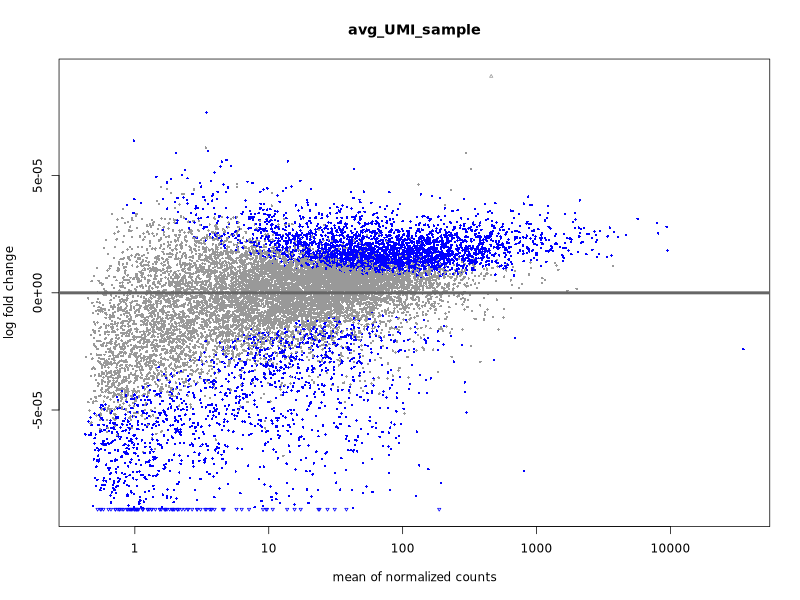 avg_UMI_sample
log fold change
5e-05
0e+00
-5e-05
1
10
100
1000
10000
mean of normalized counts